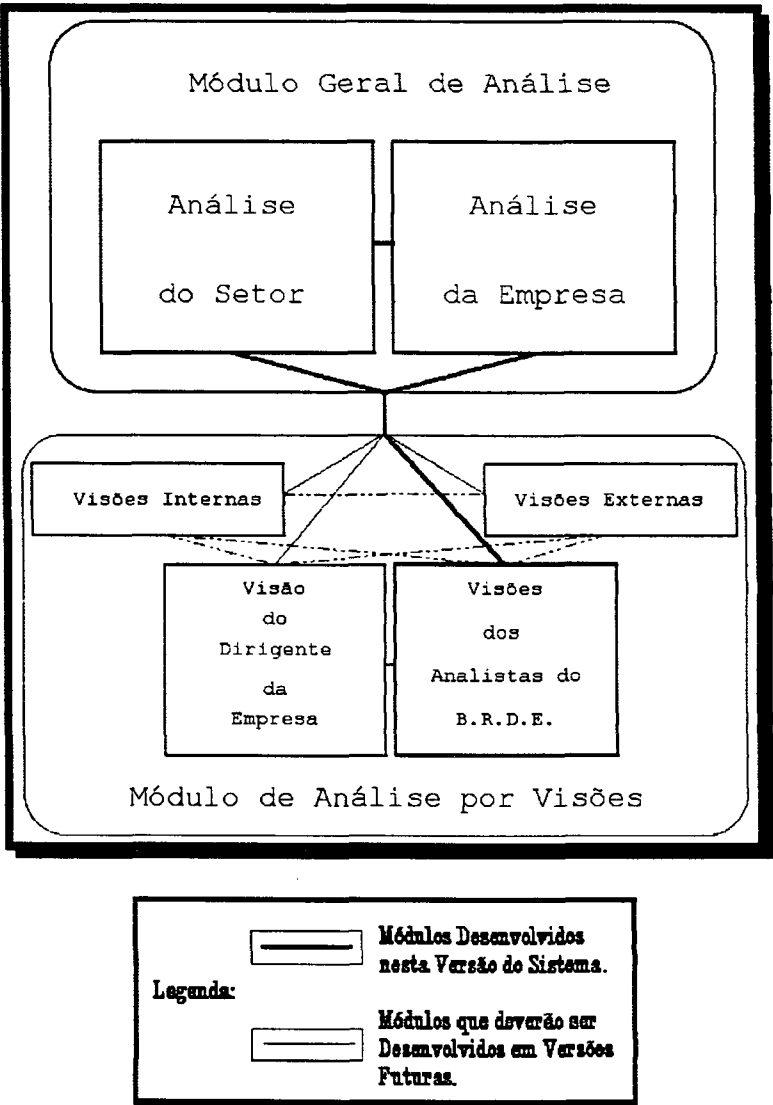 Módulo Geral de Análise
Análise
do Setor
Análise
da Empresa
Visões Internas
Visões Externas
Visão
do
Dirigente
da
Empresa
Visões
dos
Analistas do
B.R.D.E.
Módulo de Análise por Visões
Legenda:
Módulos Desenvolvidos
nesta Versão do Sistema.
Módulos que deverão ser
Desenvolvidos em Versões
Futuras.